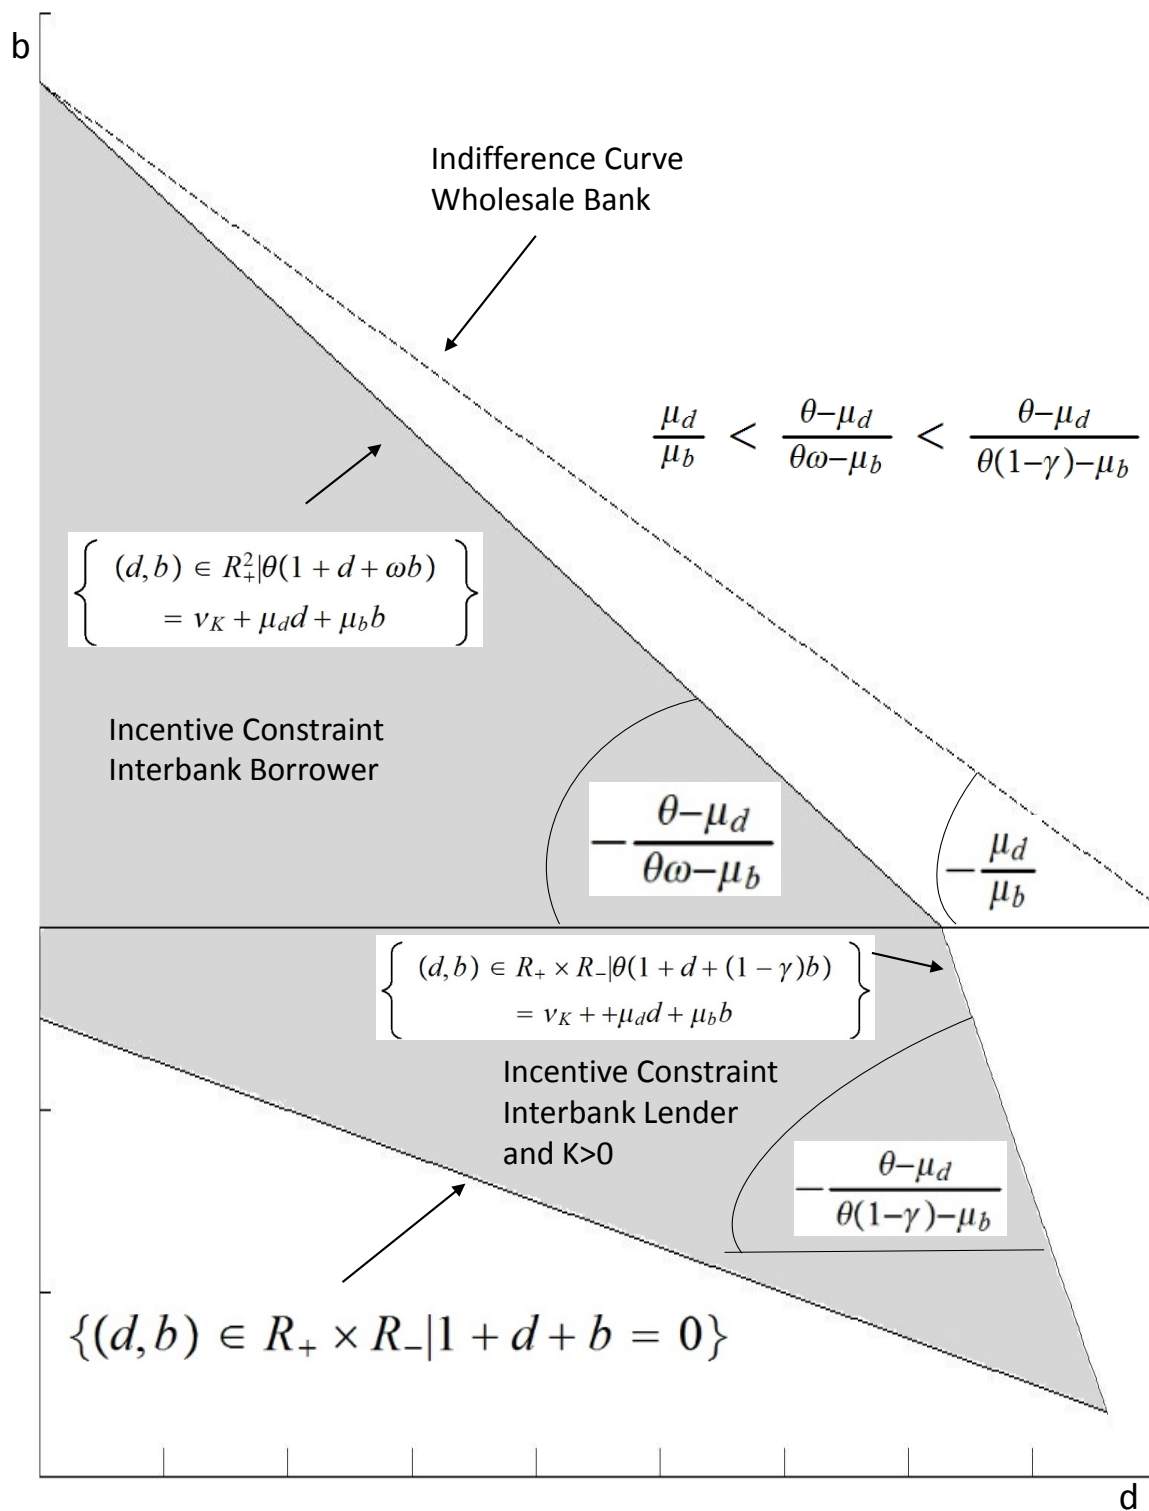 b
Indifference Curve
Wholesale Bank
μ_d/μ_b < (θ−μ_d)/(θω−μ_b) < (θ−μ_d)/(θ(1−γ)−μ_b)
{ (d,b) ∈ R₊²|θ(1 + d + ωb)
= ν_K + μ_d d + μ_b b }
Incentive Constraint
Interbank Borrower
−(θ−μ_d)/(θω−μ_b)
−μ_d/μ_b
{ (d,b) ∈ R₊ × R₋|θ(1 + d + (1 − γ)b)
= ν_K + +μ_d d + μ_b b }
Incentive Constraint
Interbank Lender
and K>0
−(θ−μ_d)/(θ(1−γ)−μ_b)
{(d,b) ∈ R₊ × R₋|1 + d + b = 0}
d